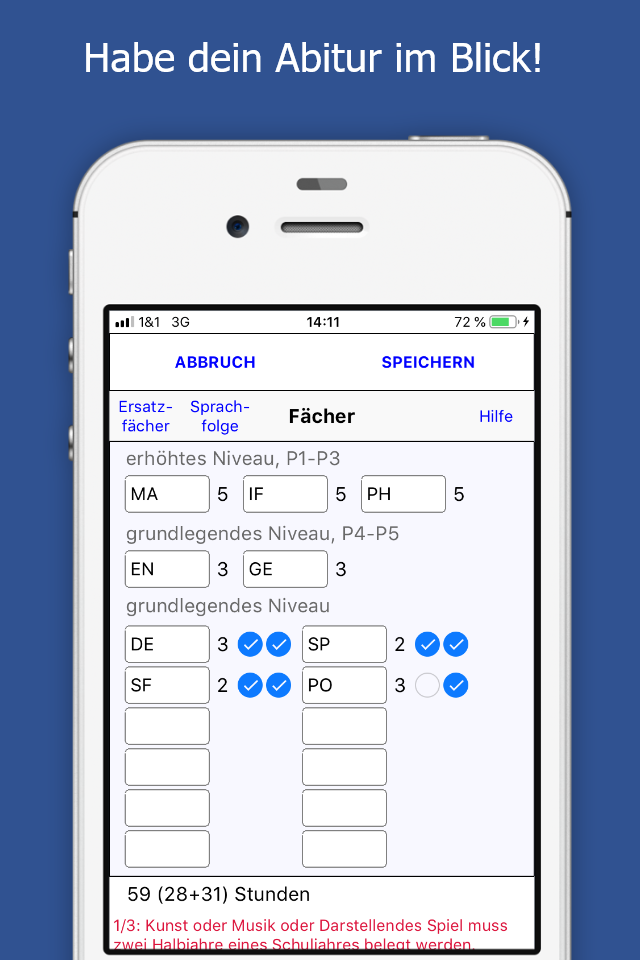 Habe dein Abitur im Blick!
1&1 3G 14:11 72 %
ABBRUCH SPEICHERN
Ersatz- Sprach-
fächer folge Fächer Hilfe
erhöhtes Niveau, P1-P3
MA 5 IF 5 PH 5
grundlegendes Niveau, P4-P5
EN 3 GE 3
grundlegendes Niveau
DE 3 SP 2
SF 2 PO 3
59 (28+31) Stunden
1/3: Kunst oder Musik oder Darstellendes Spiel muss
zwei Halbjahre eines Schuljahres belegt werden.